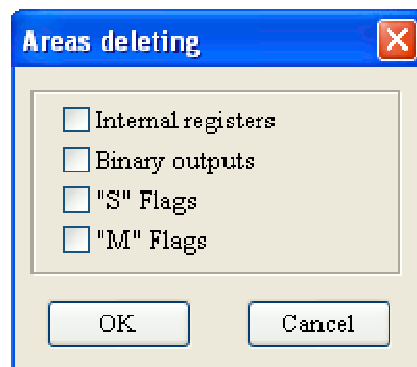 Areas deleting
Internal registers
Binary outputs
"S" Flags
"M" Flags
OK Cancel